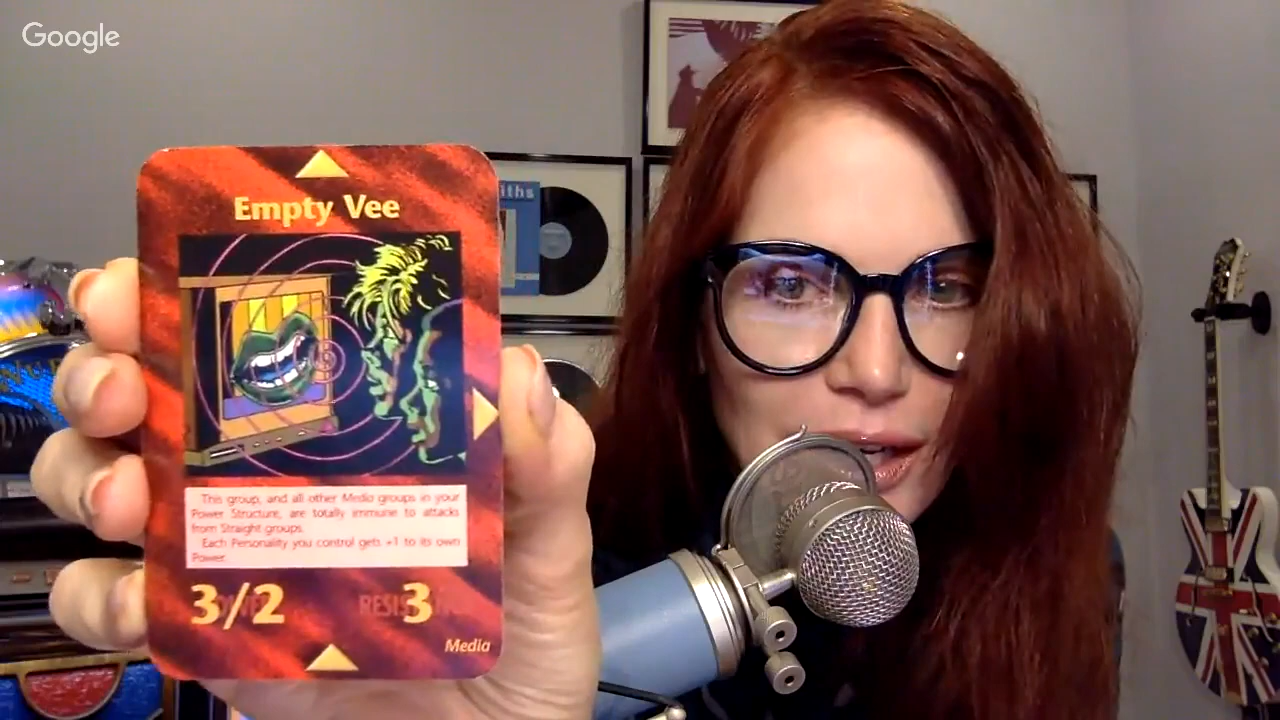 Google
Empty Vee
iths
This group, and all other Media groups in your
Power Structure, are totally immune to attacks
from Straight groups.
Each Personality you control gets +1 to its own
Power.
3/2 3
Media